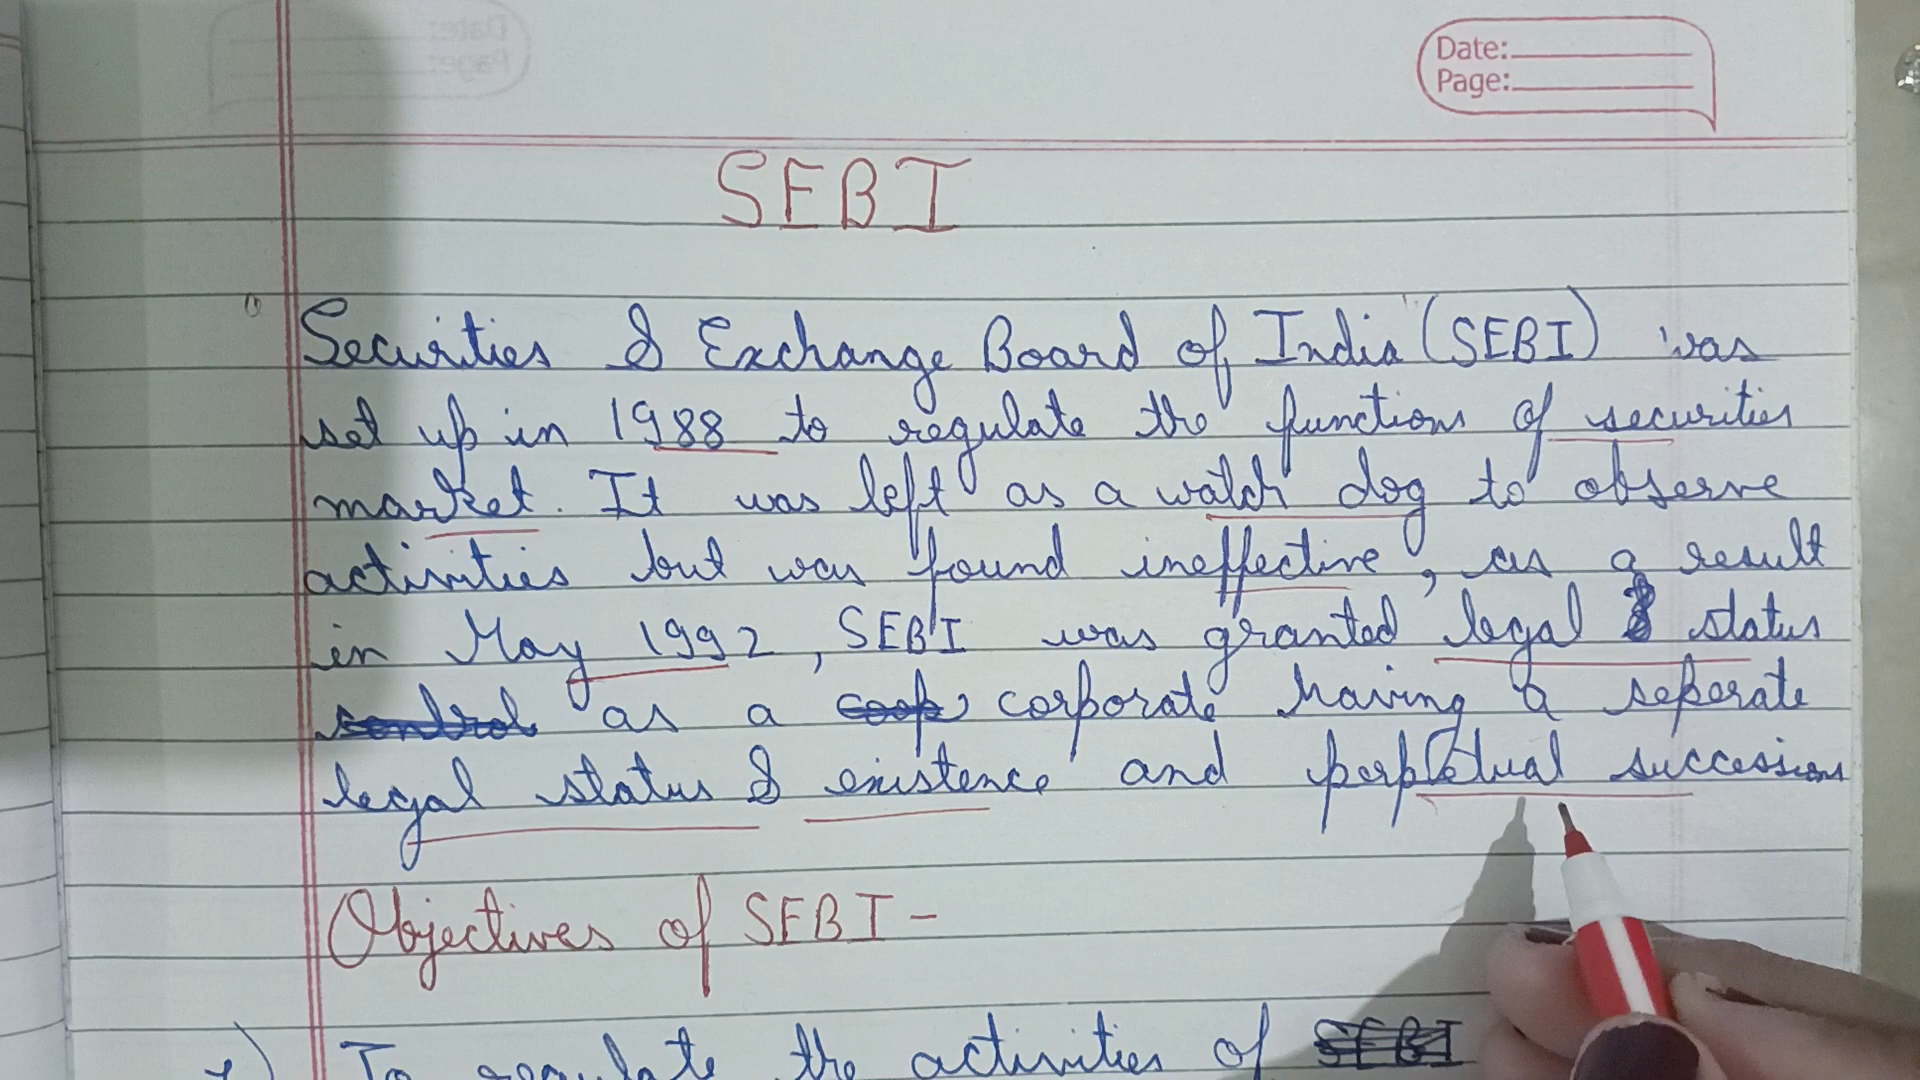 Date:
Page:
SEBI
Securities & Exchange Board of India (SEBI) was
set up in 1988 to regulate the functions of securities
market. It was left as a watch dog to observe
activities but was found ineffective, as a result
in May 1992, SEBI was granted legal status
as a corporate having a seperate
legal status & existence and perpetual succession
Objectives of SEBI -
1) To regulate the activities of SEBI